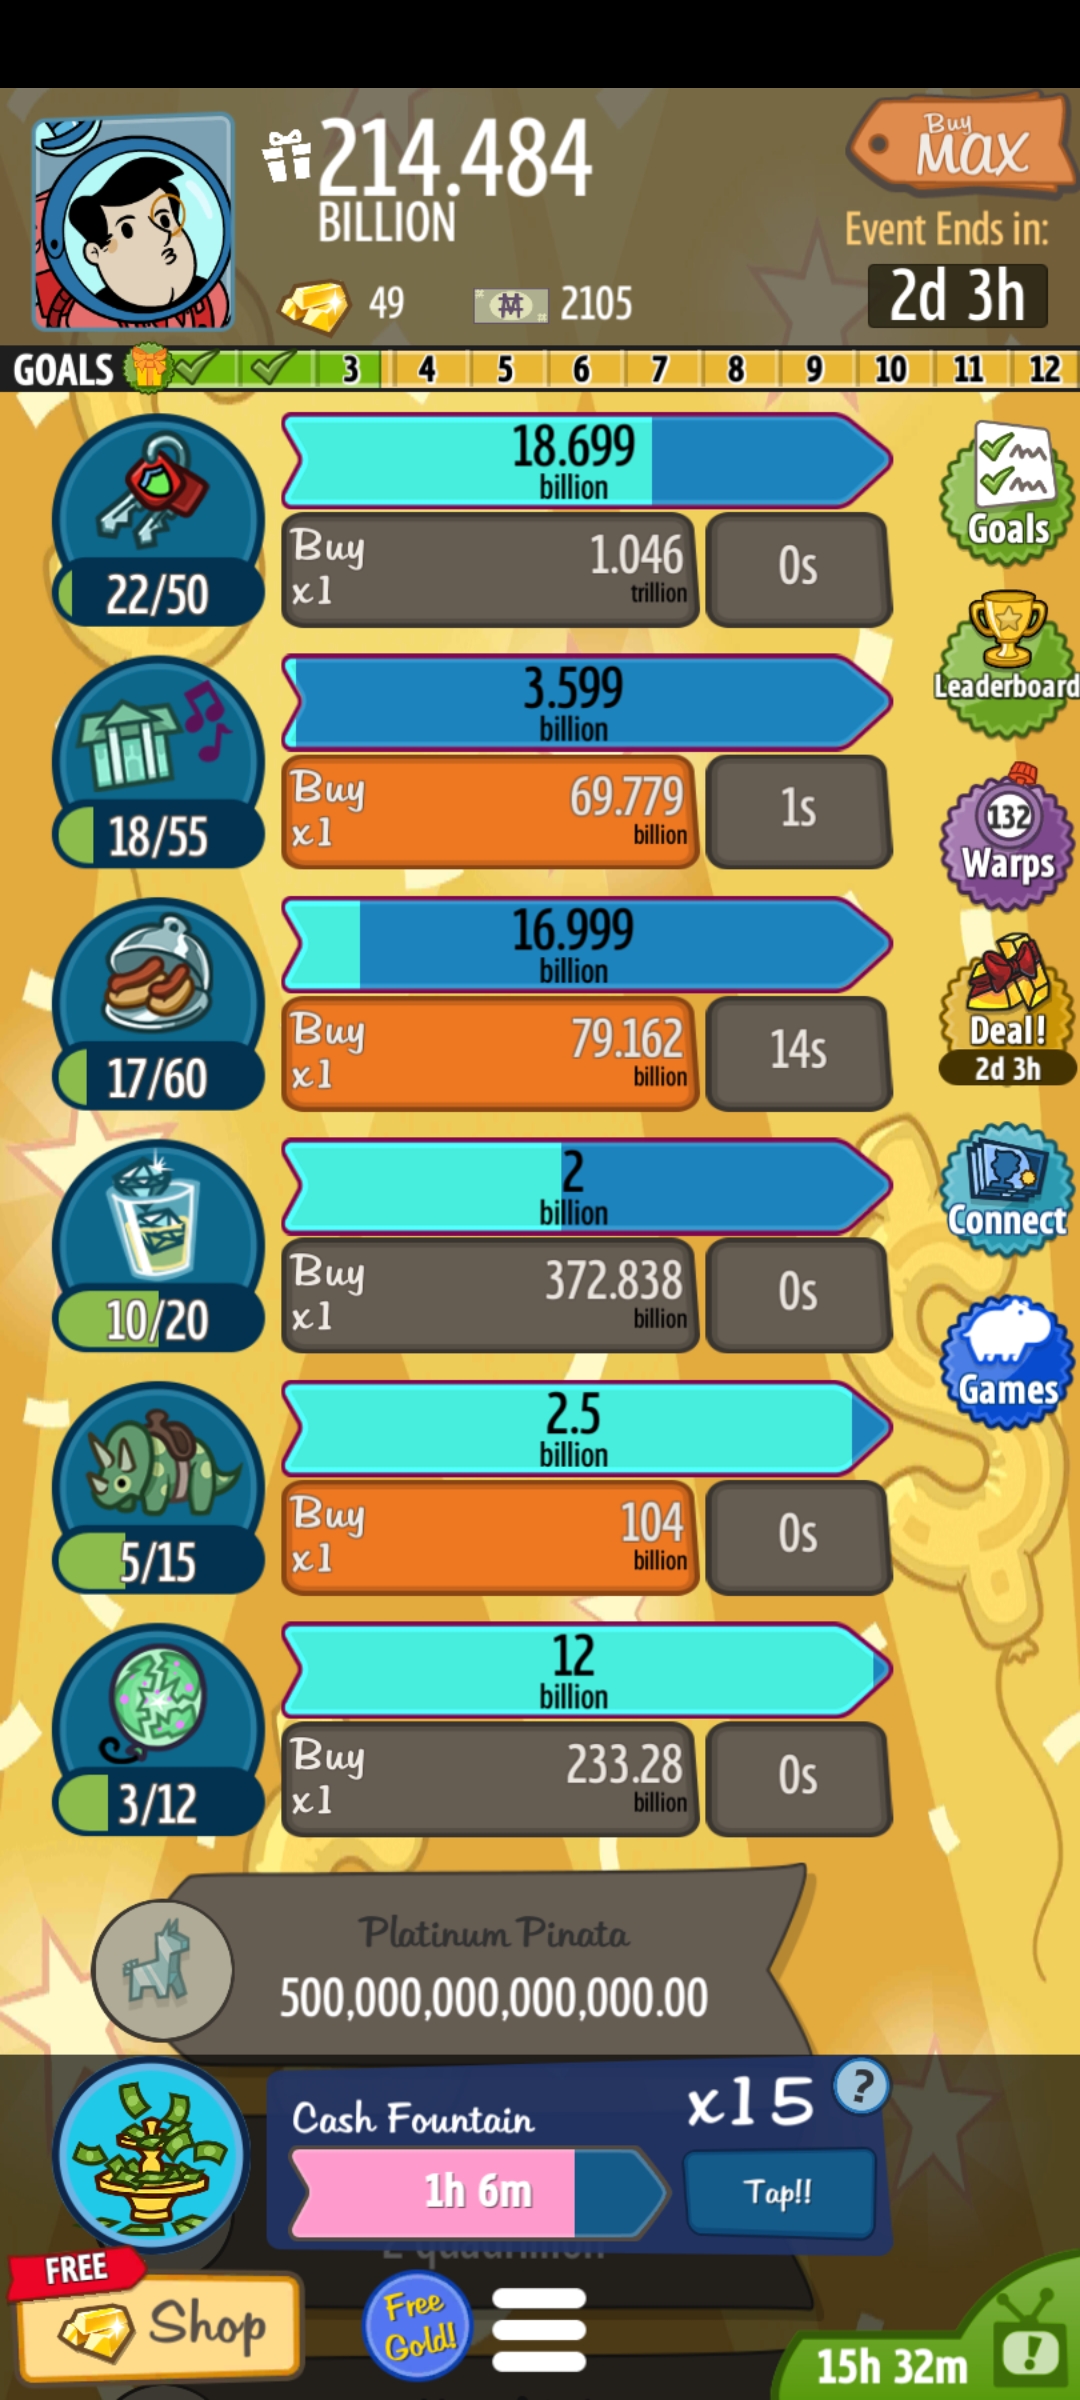 214.484
BILLION
Buy
MAX
Event Ends in:
2d 3h
49
2105
GOALS 3 4 5 6 7 8 9 10 11 12
18.699
billion
Buy
x1
1.046
trillion
0s
22/50
Goals
3.599
billion
Buy
x1
69.779
billion
1s
18/55
Leaderboard
132
Warps
16.999
billion
Buy
x1
79.162
billion
14s
17/60
Deal!
2d 3h
2
billion
Buy
x1
372.838
billion
0s
10/20
Connect
2.5
billion
Buy
x1
104
billion
0s
5/15
Games
12
billion
Buy
x1
233.28
billion
0s
3/12
Platinum Pinata
500,000,000,000,000.00
Cash Fountain
x15
?
1h 6m
Tap!!
FREE
Shop
Free
Gold!
15h 32m
!